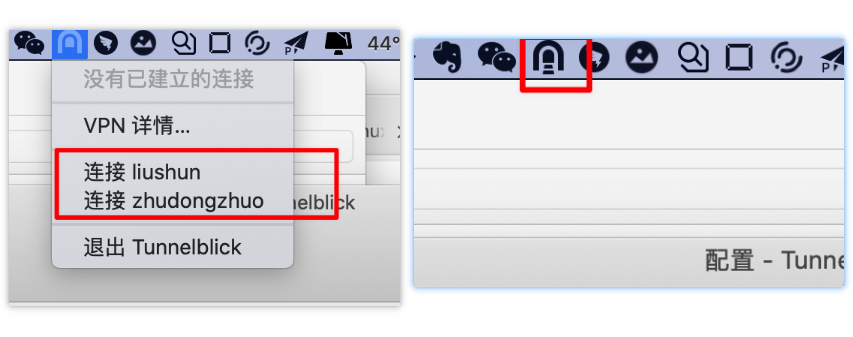 44°
没有已建立的连接
VPN 详情...
连接 liushun
连接 zhudongzhuo
nelblick
退出 Tunnelblick
P
配置 - Tunne